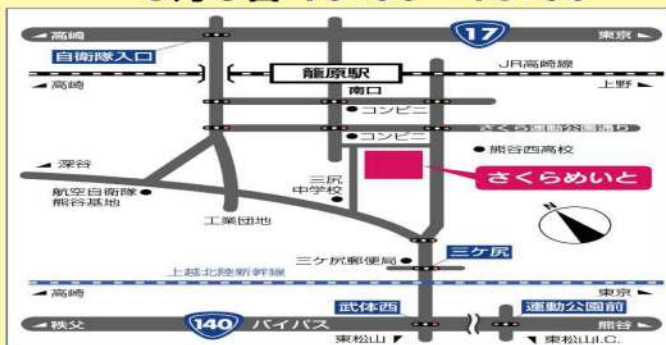 高崎
17
東京
自衛隊入口
籠原駅
JR高崎線
高崎
南口
上野
コンビニ
コンビニ
さくら運動公園通り
深谷
熊谷西高校
航空自衛隊
熊谷基地
三尻
中学校
さくらめいと
工業団地
N
三ケ尻郵便局
三ケ尻
上越北陸新幹線
高崎
東京
武体西
運動公園前
秩父
140
バイパス
熊谷
東松山
東松山I.C.